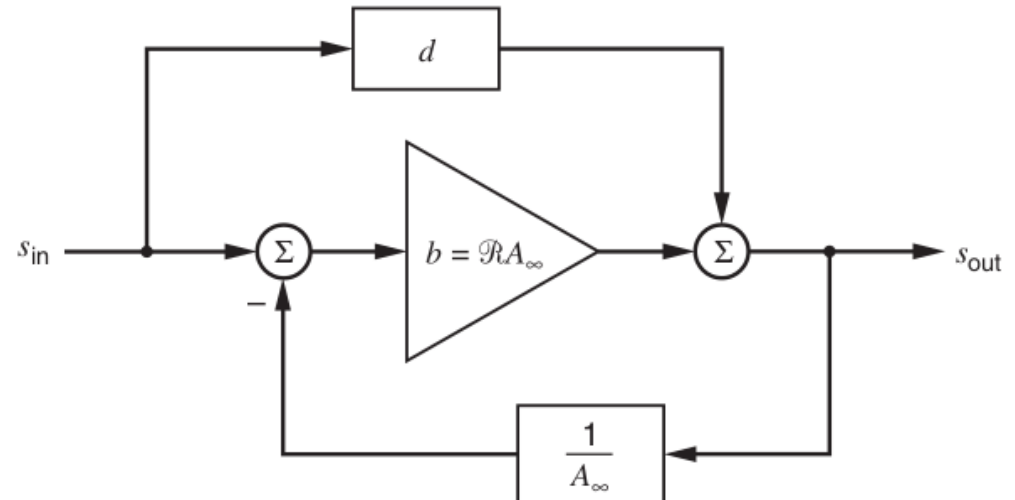 d
s_in
Σ
b = ℛA_∞
Σ
s_out
−
1
A_∞